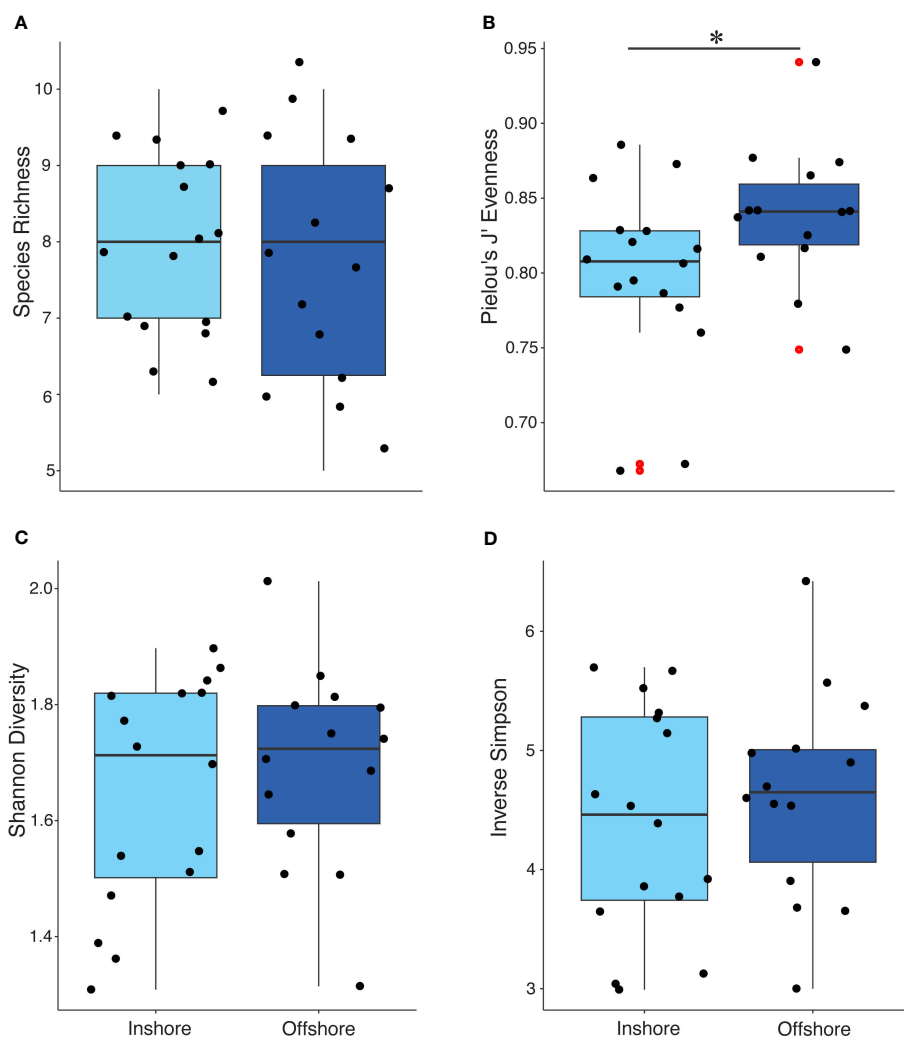 A
Species Richness
10
9
8
7
6
5
B
*
Pielou's J' Evenness
0.95
0.90
0.85
0.80
0.75
0.70
C
Shannon Diversity
2.0
1.8
1.6
1.4
Inshore
Offshore
D
Inverse Simpson
6
5
4
3
Inshore
Offshore